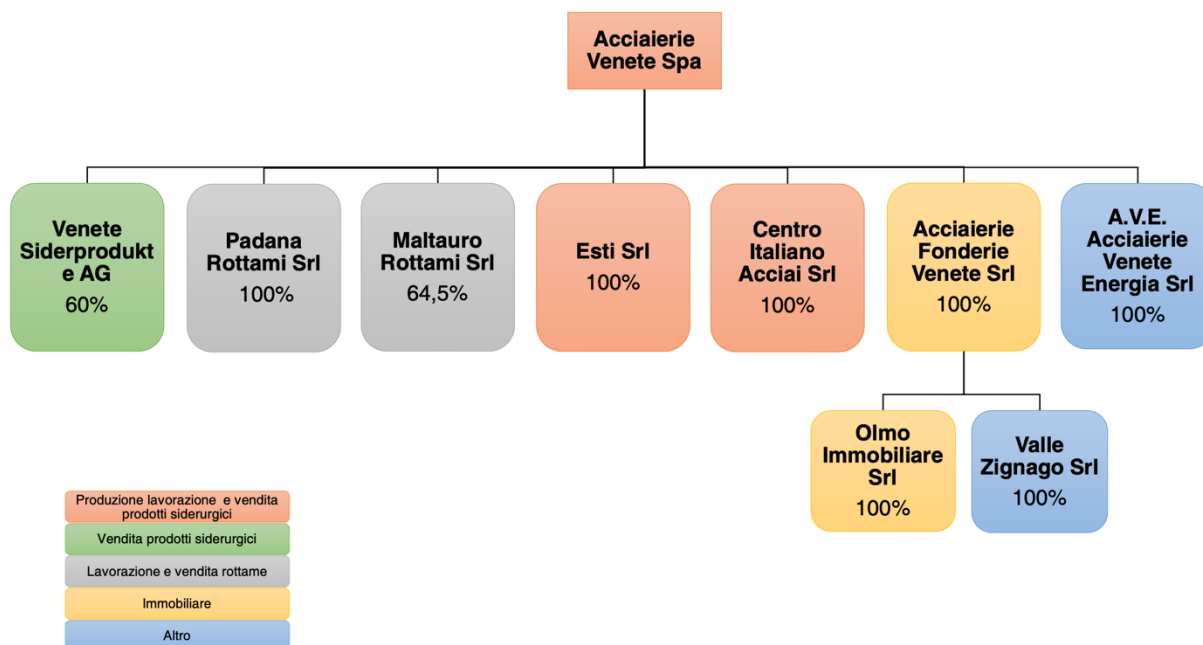 Acciaierie
Venete Spa
Venete
Siderprodukt
e AG
60%
Padana
Rottami Srl
100%
Maltauro
Rottami Srl
64,5%
Esti Srl
100%
Centro
Italiano
Acciai Srl
100%
Acciaierie
Fonderie
Venete Srl
100%
A.V.E.
Acciaierie
Venete
Energia Srl
100%
Olmo
Immobiliare
Srl
100%
Valle
Zignago Srl
100%
Produzione lavorazione e vendita
prodotti siderurgici
Vendita prodotti siderurgici
Lavorazione e vendita rottame
Immobiliare
Altro